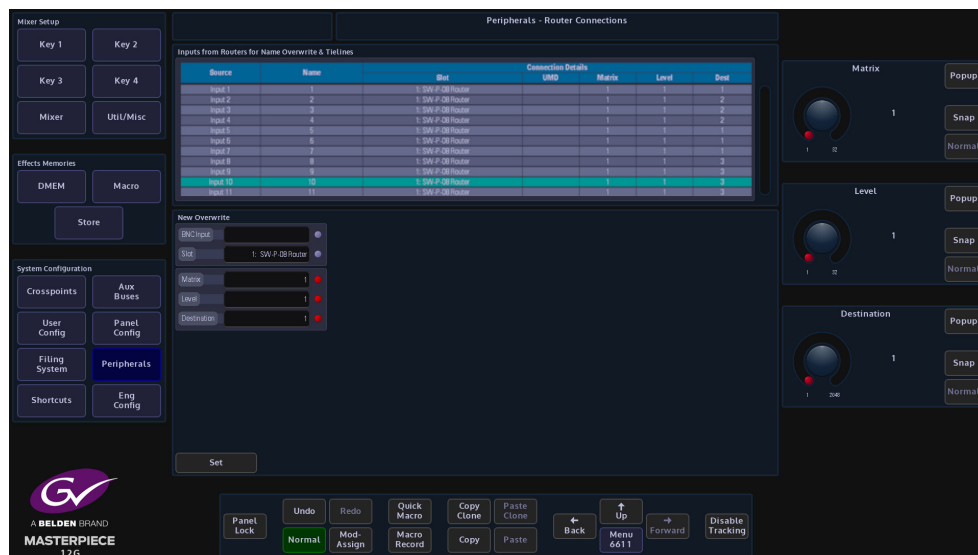 Mixer Setup
Key 1 Key 2
Key 3 Key 4
Mixer Util/Misc
Effects Memories
DMEM Macro
Store
System Configuration
Crosspoints Aux Buses
User Config Panel Config
Filing System Peripherals
Shortcuts Eng Config
GV
A BELDEN BRAND
MASTERPIECE
12G
Peripherals - Router Connections
Inputs from Routers for Name Overwrite & Tielines
Source Name Connection Details
Slot UMD Matrix Level Dest
Input 1 1 1: SW-P-08 Router 1 1 1
Input 2 2 1: SW-P-08 Router 1 1 2
Input 3 3 1: SW-P-08 Router 1 1 2
Input 4 4 1: SW-P-08 Router 1 1 2
Input 5 5 1: SW-P-08 Router 1 1 1
Input 6 6 1: SW-P-08 Router 1 1 1
Input 7 7 1: SW-P-08 Router 1 1 1
Input 8 8 1: SW-P-08 Router 1 1 3
Input 9 9 1: SW-P-08 Router 1 1 3
Input 10 10 1: SW-P-08 Router 1 1 3
Input 11 11 1: SW-P-08 Router 1 1 3
New Overwrite
BNC Input
Slot 1: SW-P-08 Router
Matrix 1
Level 1
Destination 1
Set
Matrix
1
1 32
Popup
Snap
Normal
Level
1
1 32
Popup
Snap
Normal
Destination
1
1 2048
Popup
Snap
Normal
Panel Lock
Undo Redo
Normal Mod-Assign
Quick Macro
Macro Record
Copy Clone Paste Clone
Copy Paste
← Back
↑ Up
Menu 6611
→ Forward
Disable Tracking